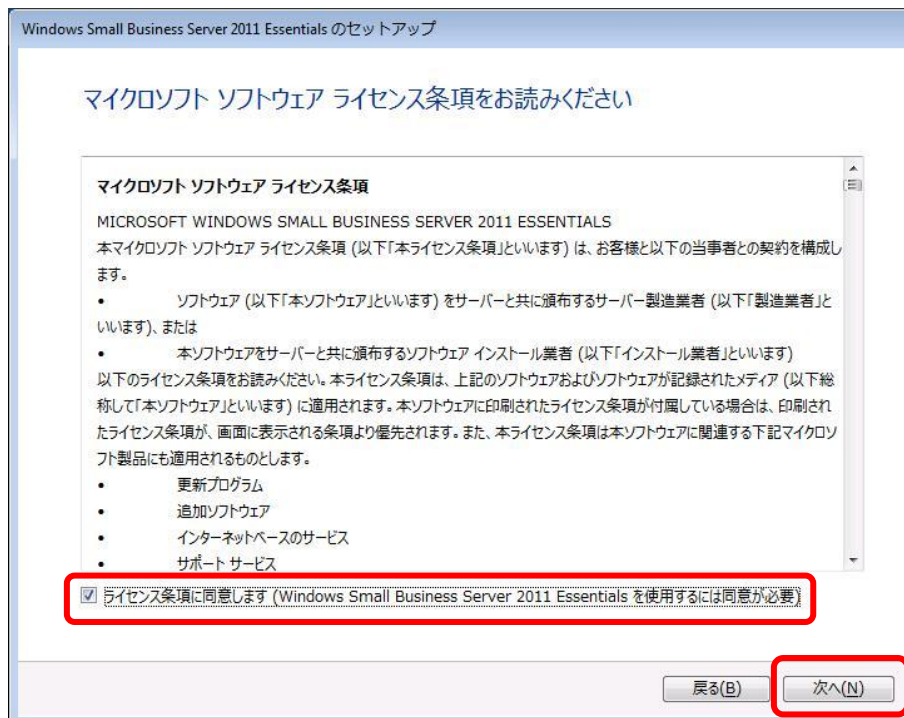 Windows Small Business Server 2011 Essentials のセットアップ
マイクロソフト ソフトウェア ライセンス条項をお読みください
マイクロソフト ソフトウェア ライセンス条項
MICROSOFT WINDOWS SMALL BUSINESS SERVER 2011 ESSENTIALS
本マイクロソフト ソフトウェア ライセンス条項 (以下「本ライセンス条項」といいます) は、お客様と以下の当事者との契約を構成し
ます。
• ソフトウェア (以下「本ソフトウェア」といいます) をサーバーと共に頒布するサーバー製造業者 (以下「製造業者」と
いいます)、または
• 本ソフトウェアをサーバーと共に頒布するソフトウェア インストール業者 (以下「インストール業者」といいます)
以下のライセンス条項をお読みください。本ライセンス条項は、上記のソフトウェアおよびソフトウェアが記録されたメディア (以下総
称して「本ソフトウェア」といいます) に適用されます。本ソフトウェアに印刷されたライセンス条項が付属している場合は、印刷され
たライセンス条項が、画面に表示される条項より優先されます。また、本ライセンス条項は本ソフトウェアに関連する下記マイクロソ
フト製品にも適用されるものとします。
• 更新プログラム
• 追加ソフトウェア
• インターネットベースのサービス
• サポート サービス
ライセンス条項に同意します (Windows Small Business Server 2011 Essentials を使用するには同意が必要)
戻る(B)
次へ(N)